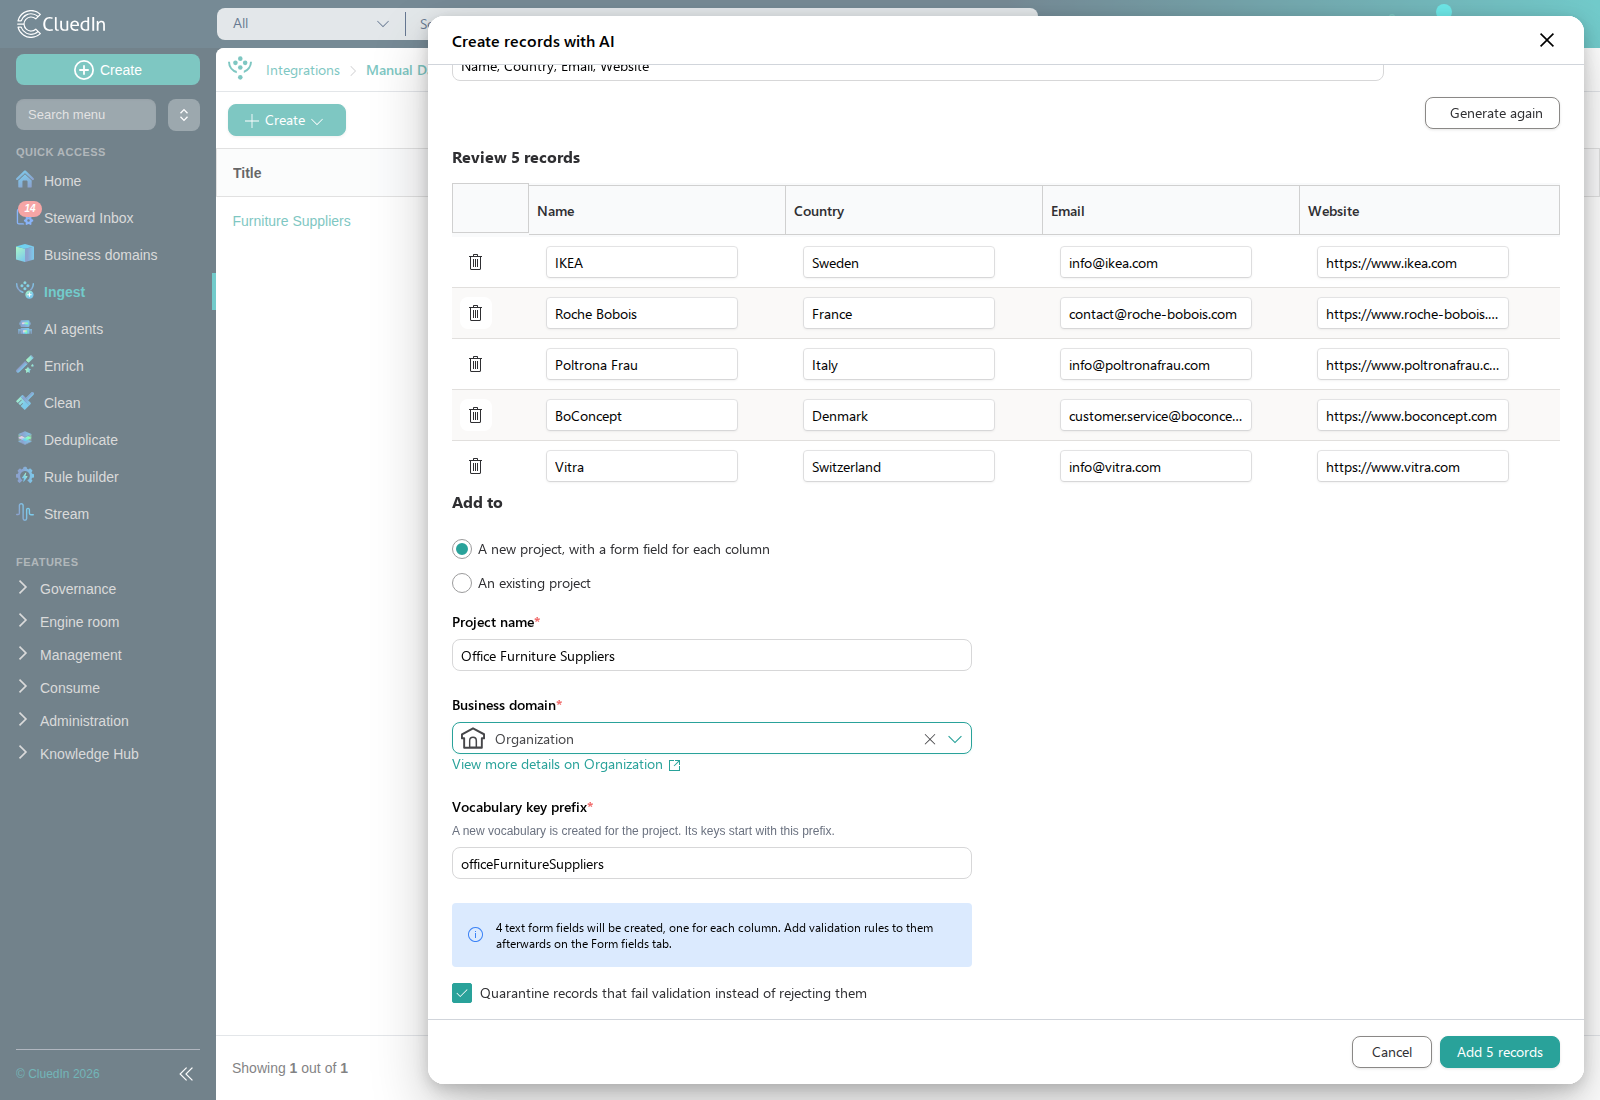 CluedIn
All
Create
Search menu
QUICK ACCESS
Home
14
Steward Inbox
Business domains
Ingest
AI agents
Enrich
Clean
Deduplicate
Rule builder
Stream
FEATURES
Governance
Engine room
Management
Consume
Administration
Knowledge Hub
© CluedIn 2026
Integrations
Manual D
Create
Title
Furniture Suppliers
Showing 1 out of 1
Create records with AI
Name, Country, Email, Website
Generate again
Review 5 records
Name Country Email Website
IKEA Sweden info@ikea.com https://www.ikea.com
Roche Bobois France contact@roche-bobois.com https://www.roche-bobois....
Poltrona Frau Italy info@poltronafrau.com https://www.poltronafrau.c...
BoConcept Denmark customer.service@boconce... https://www.boconcept.com
Vitra Switzerland info@vitra.com https://www.vitra.com
Add to
A new project, with a form field for each column
An existing project
Project name*
Office Furniture Suppliers
Business domain*
Organization
View more details on Organization
Vocabulary key prefix*
A new vocabulary is created for the project. Its keys start with this prefix.
officeFurnitureSuppliers
4 text form fields will be created, one for each column. Add validation rules to them
afterwards on the Form fields tab.
Quarantine records that fail validation instead of rejecting them
Cancel
Add 5 records